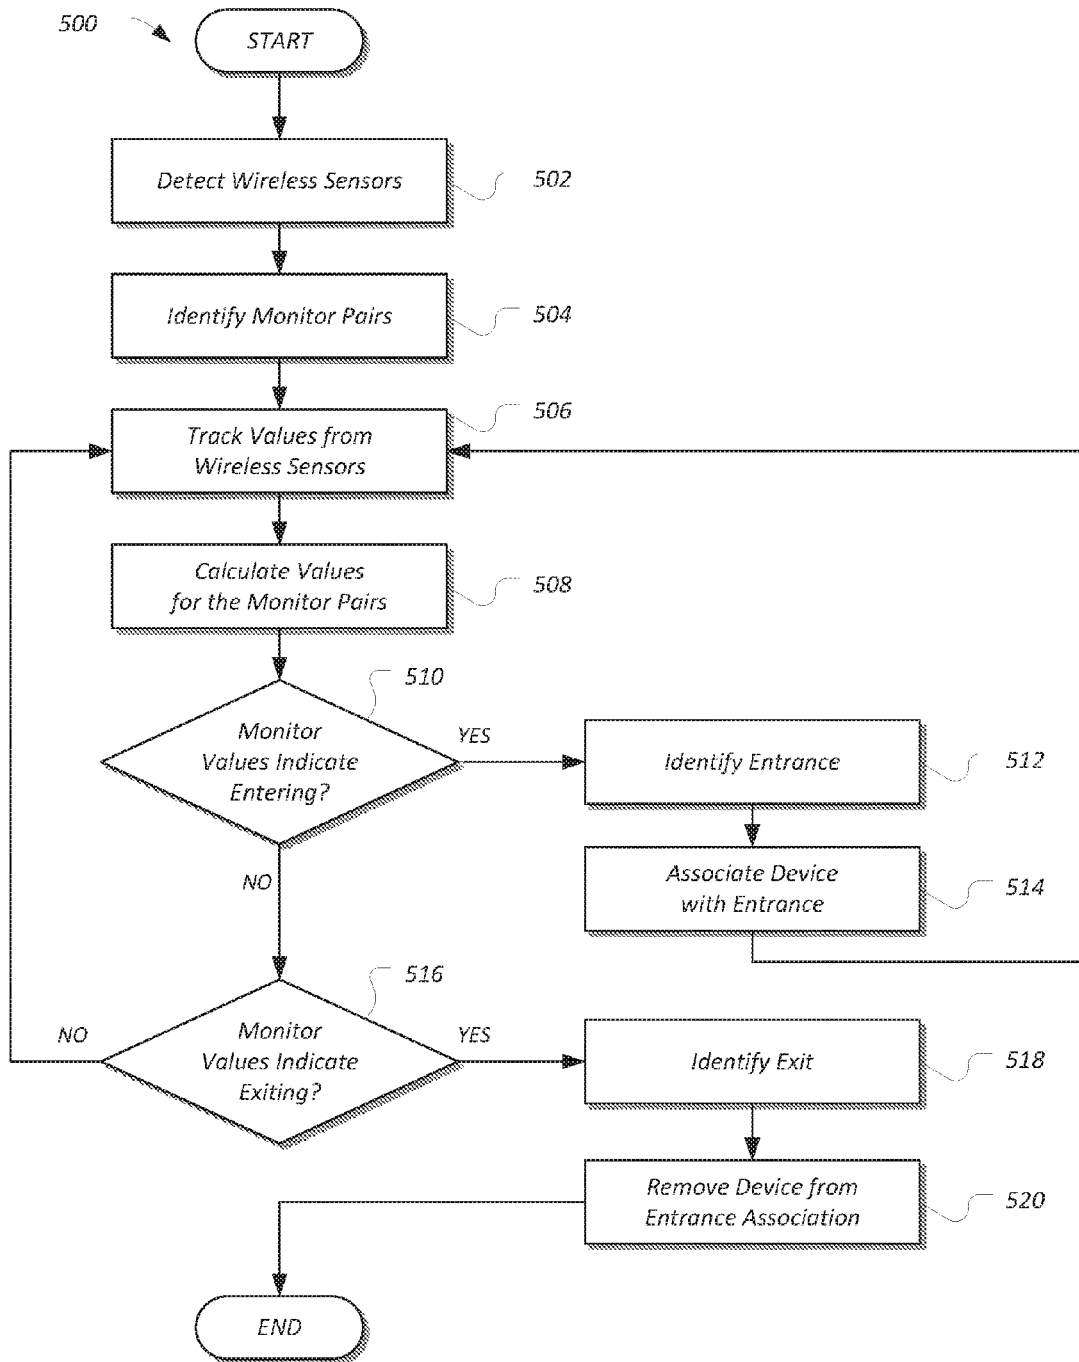 500
START
Detect Wireless Sensors
502
Identify Monitor Pairs
504
506
Track Values from
Wireless Sensors
Calculate Values
for the Monitor Pairs
508
510
Monitor
Values Indicate
Entering?
YES
Identify Entrance
512
NO
Associate Device
with Entrance
514
516
Monitor
Values Indicate
Exiting?
NO
YES
Identify Exit
518
Remove Device from
Entrance Association
520
END